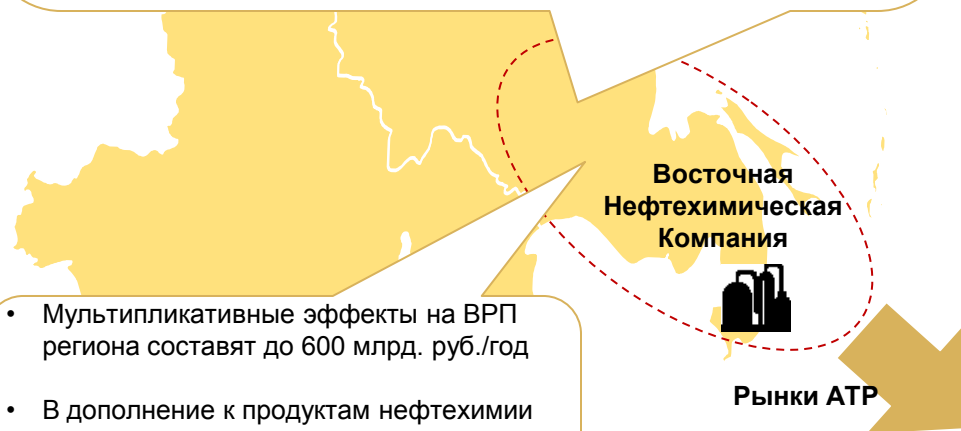 Восточная
Нефтехимическая
Компания
• Мультипликативные эффекты на ВРП
региона составят до 600 млрд. руб./год
• В дополнение к продуктам нефтехимии
Рынки АТР